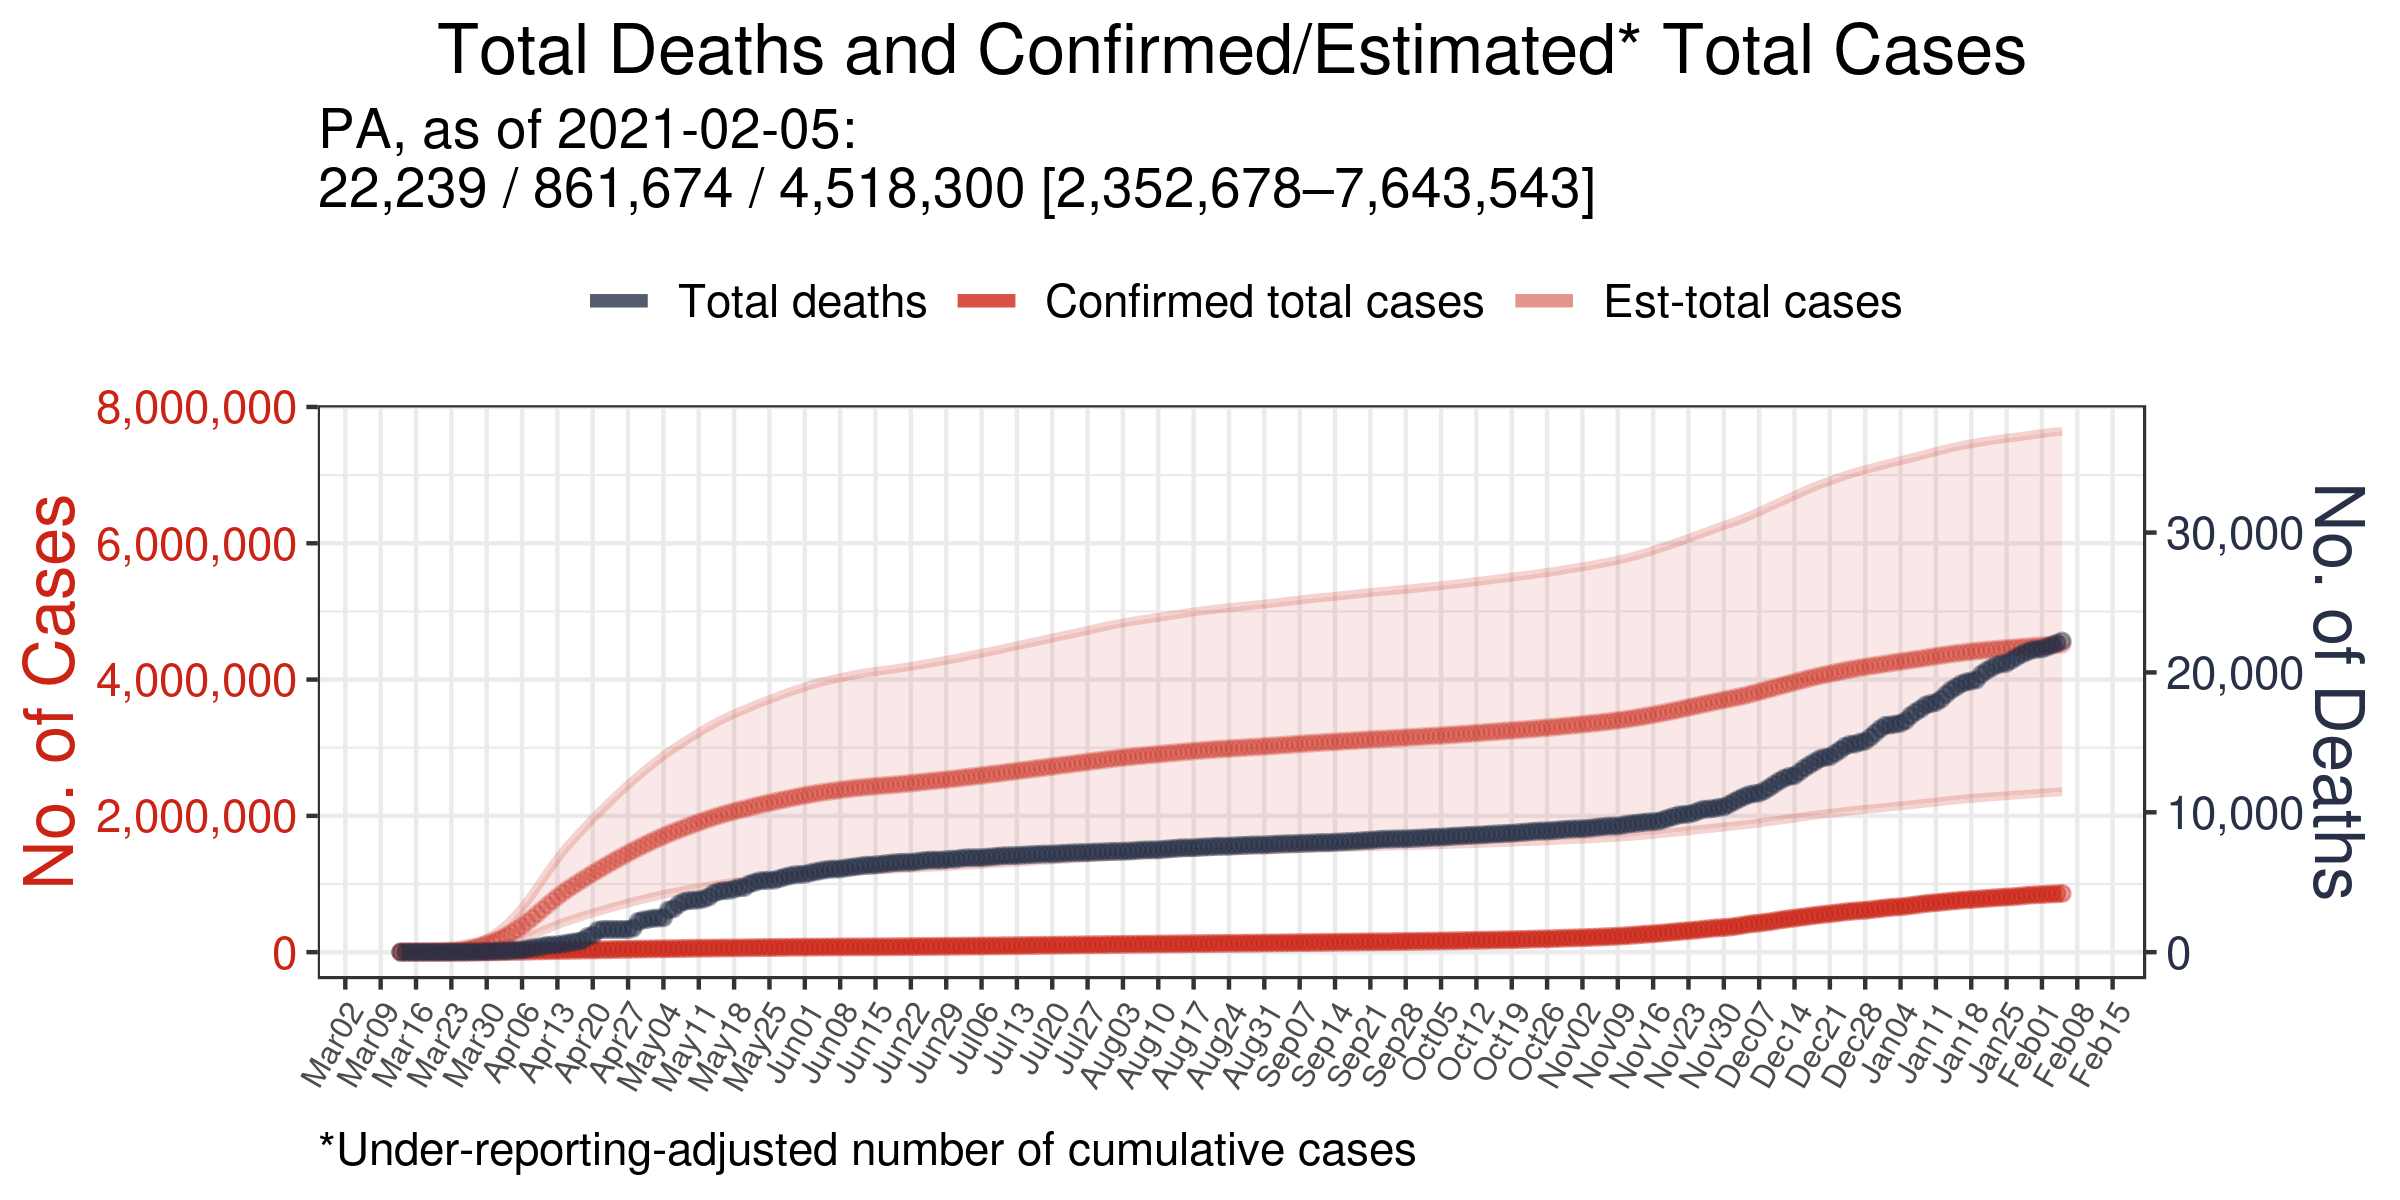 Total Deaths and Confirmed/Estimated* Total Cases
PA, as of 2021-02-05:
22,239 / 861,674 / 4,518,300 [2,352,678–7,643,543]
Total deaths
Confirmed total cases
Est-total cases
No. of Cases
8,000,000
6,000,000
4,000,000
2,000,000
0
30,000
20,000
10,000
0
No. of Deaths
Mar02
Mar09
Mar16
Mar23
Mar30
Apr06
Apr13
Apr20
Apr27
May04
May11
May18
May25
Jun01
Jun08
Jun15
Jun22
Jun29
Jul06
Jul13
Jul20
Jul27
Aug03
Aug10
Aug17
Aug24
Aug31
Sep07
Sep14
Sep21
Sep28
Oct05
Oct12
Oct19
Oct26
Nov02
Nov09
Nov16
Nov23
Nov30
Dec07
Dec14
Dec21
Dec28
Jan04
Jan11
Jan18
Jan25
Feb01
Feb08
Feb15
*Under-reporting-adjusted number of cumulative cases